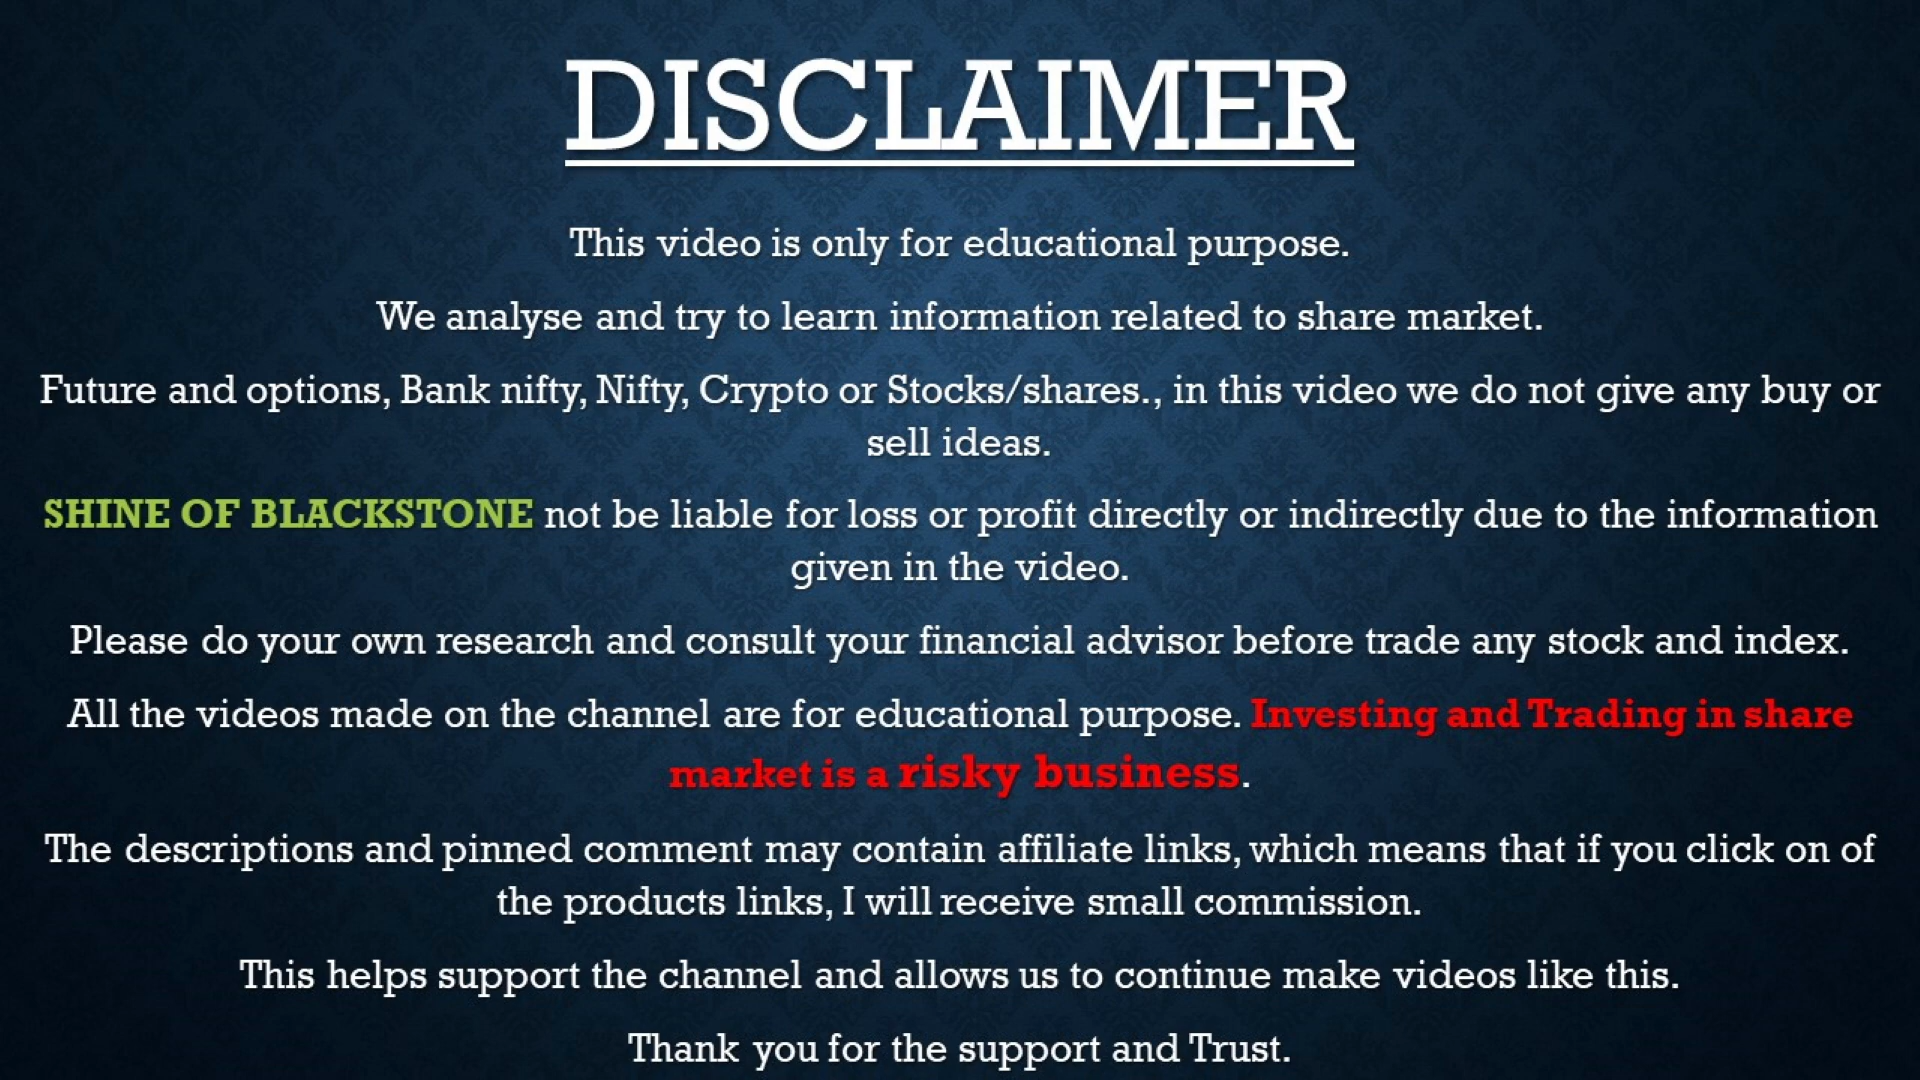 DISCLAIMER
This video is only for educational purpose.
We analyse and try to learn information related to share market.
Future and options, Bank nifty, Nifty, Crypto or Stocks/shares., in this video we do not give any buy or
sell ideas.
SHINE OF BLACKSTONE not be liable for loss or profit directly or indirectly due to the information
given in the video.
Please do your own research and consult your financial advisor before trade any stock and index.
All the videos made on the channel are for educational purpose. Investing and Trading in share
market is a risky business.
The descriptions and pinned comment may contain affiliate links, which means that if you click on of
the products links, I will receive small commission.
This helps support the channel and allows us to continue make videos like this.
Thank you for the support and Trust.